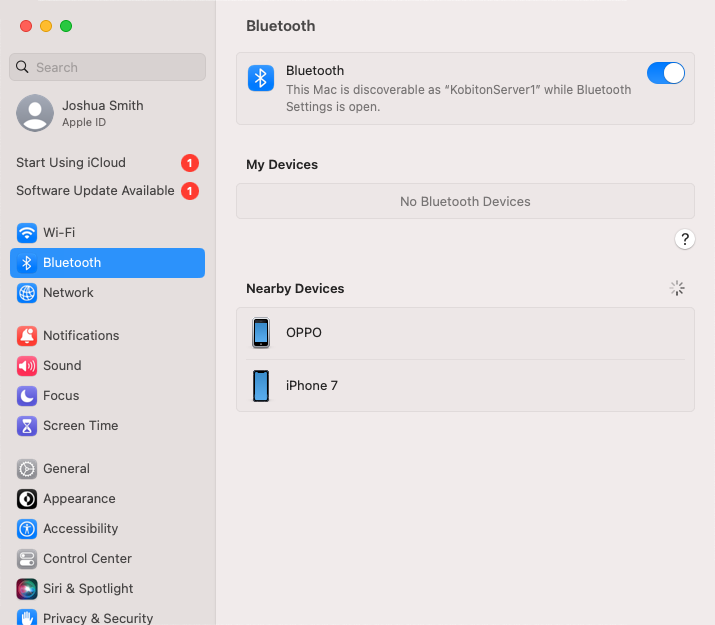 Search
Joshua Smith
Apple ID
Start Using iCloud 1
Software Update Available 1
Wi-Fi
Bluetooth
Network
Notifications
Sound
Focus
Screen Time
General
Appearance
Accessibility
Control Center
Siri & Spotlight
Privacy & Security
Bluetooth
Bluetooth
This Mac is discoverable as “KobitonServer1” while Bluetooth
Settings is open.
My Devices
No Bluetooth Devices
?
Nearby Devices
OPPO
iPhone 7